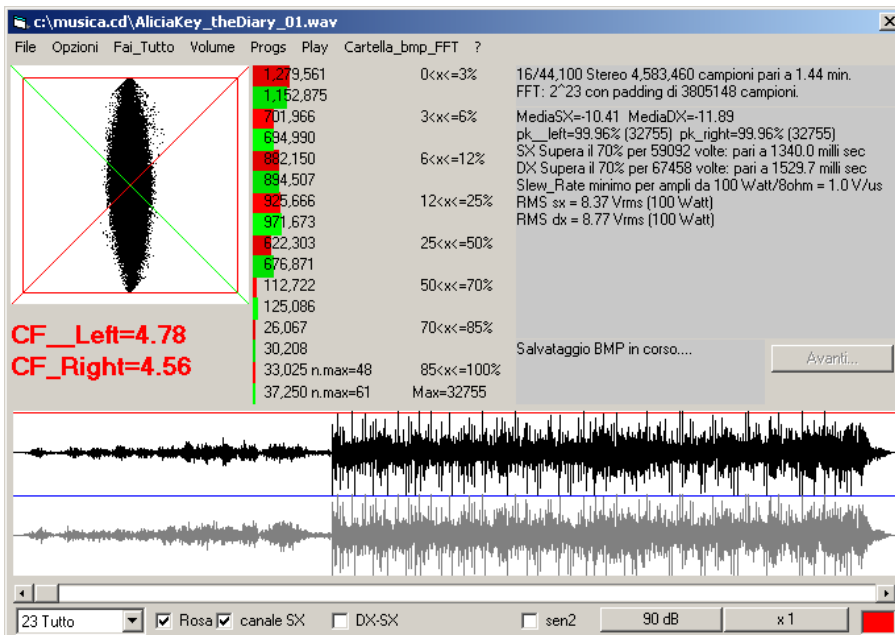 c:\musica.cd\AliciaKey_theDiary_01.wav
File Opzioni Fai_Tutto Volume Progs Play Cartella_bmp_FFT ?
1,279,561 0<x<=3%
1,152,875
701,966 3<x<=6%
694,990
882,150 6<x<=12%
894,507
925,666 12<x<=25%
971,673
622,303 25<x<=50%
676,871
112,722 50<x<=70%
125,086
26,067 70<x<=85%
30,208
33,025 n.max=48 85<x<=100%
37,250 n.max=61 Max=32755
16/44,100 Stereo 4,583,460 campioni pari a 1.44 min.
FFT: 2^23 con padding di 3805148 campioni.
MediaSX=-10.41 MediaDX=-11.89
pk__left=99.96% (32755) pk_right=99.96% (32755)
SX Supera il 70% per 59092 volte: pari a 1340.0 milli sec
DX Supera il 70% per 67458 volte: pari a 1529.7 milli sec
Slew_Rate minimo per ampli da 100 Watt/8ohm = 1.0 V/us
RMS sx = 8.37 Vrms (100 Watt)
RMS dx = 8.77 Vrms (100 Watt)
CF__Left=4.78
CF_Right=4.56
Salvataggio BMP in corso....
Avanti...
23 Tutto Rosa canale SX DX-SX sen2 90 dB x 1